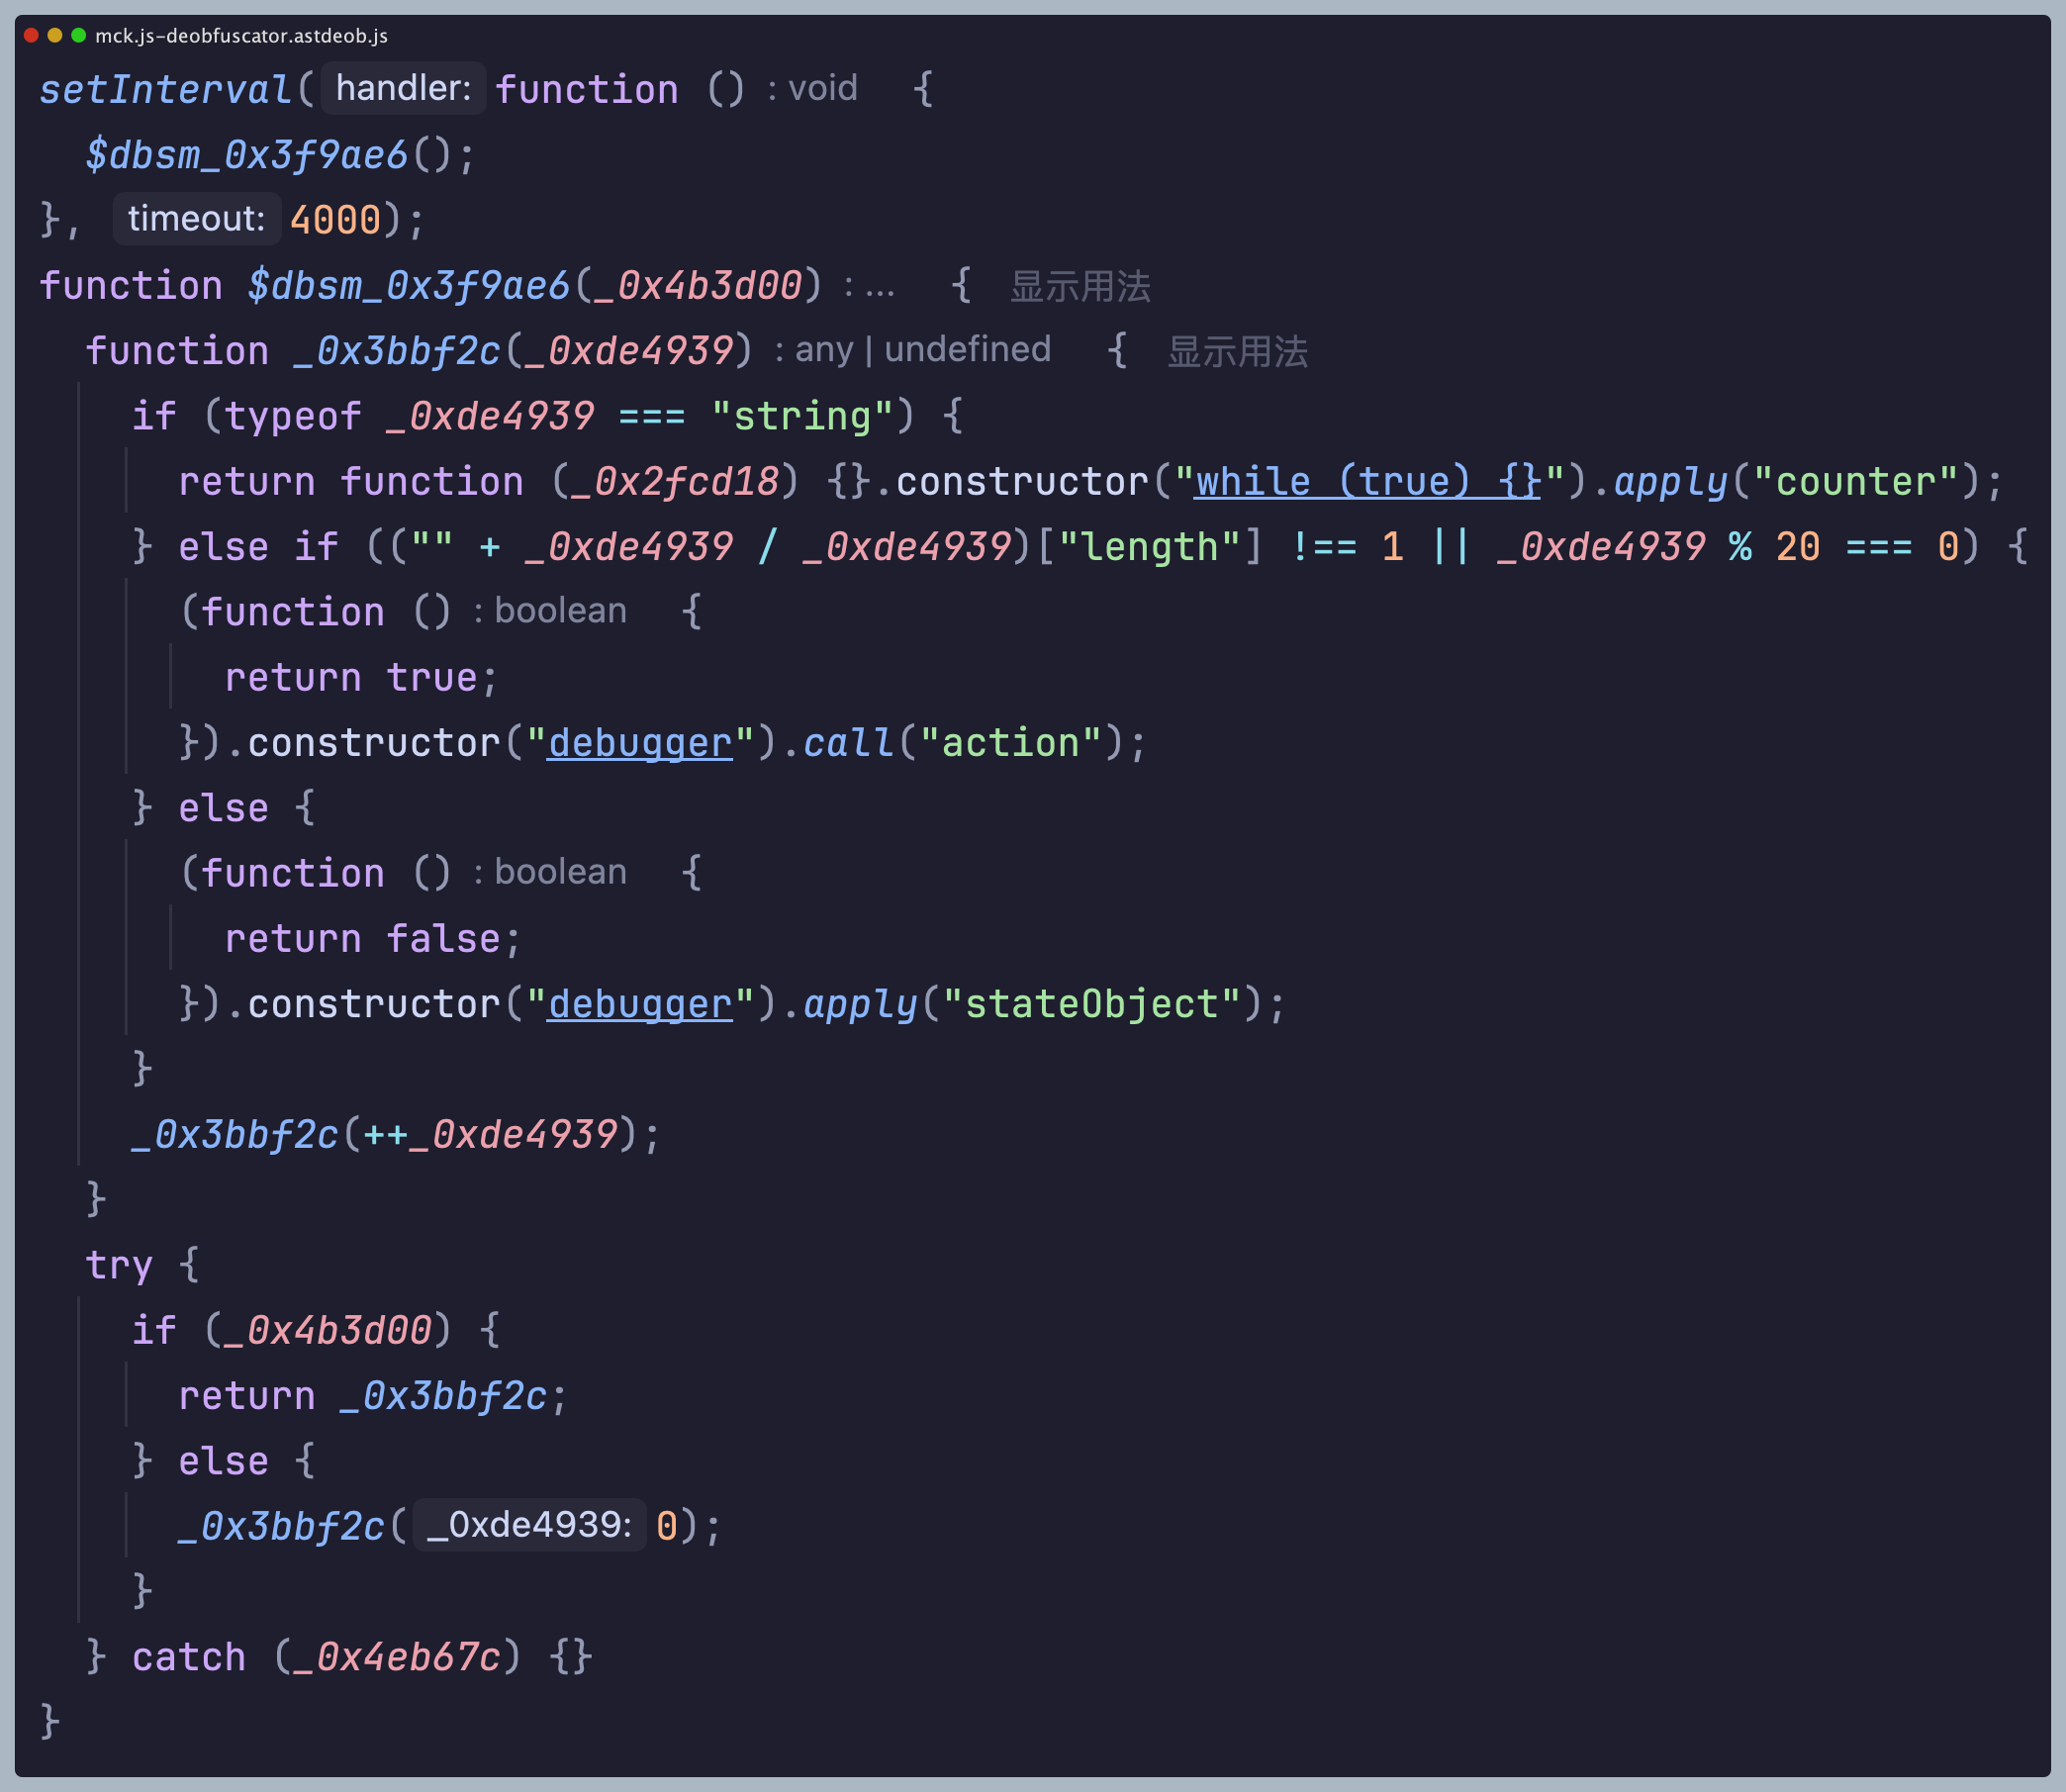 mck.js-deobfuscator.astdeob.js
setInterval( handler: function () : void {
  $dbsm_0x3f9ae6();
}, timeout: 4000);
function $dbsm_0x3f9ae6(_0x4b3d00) : ... { 显示用法
  function _0x3bbf2c(_0xde4939) : any | undefined { 显示用法
    if (typeof _0xde4939 === "string") {
      return function (_0x2fcd18) {}.constructor("while (true) {}").apply("counter");
    } else if (("" + _0xde4939 / _0xde4939)["length"] !== 1 || _0xde4939 % 20 === 0) {
      (function () : boolean {
        return true;
      }).constructor("debugger").call("action");
    } else {
      (function () : boolean {
        return false;
      }).constructor("debugger").apply("stateObject");
    }
    _0x3bbf2c(++_0xde4939);
  }
  try {
    if (_0x4b3d00) {
      return _0x3bbf2c;
    } else {
      _0x3bbf2c( _0xde4939: 0);
    }
  } catch (_0x4eb67c) {}
}